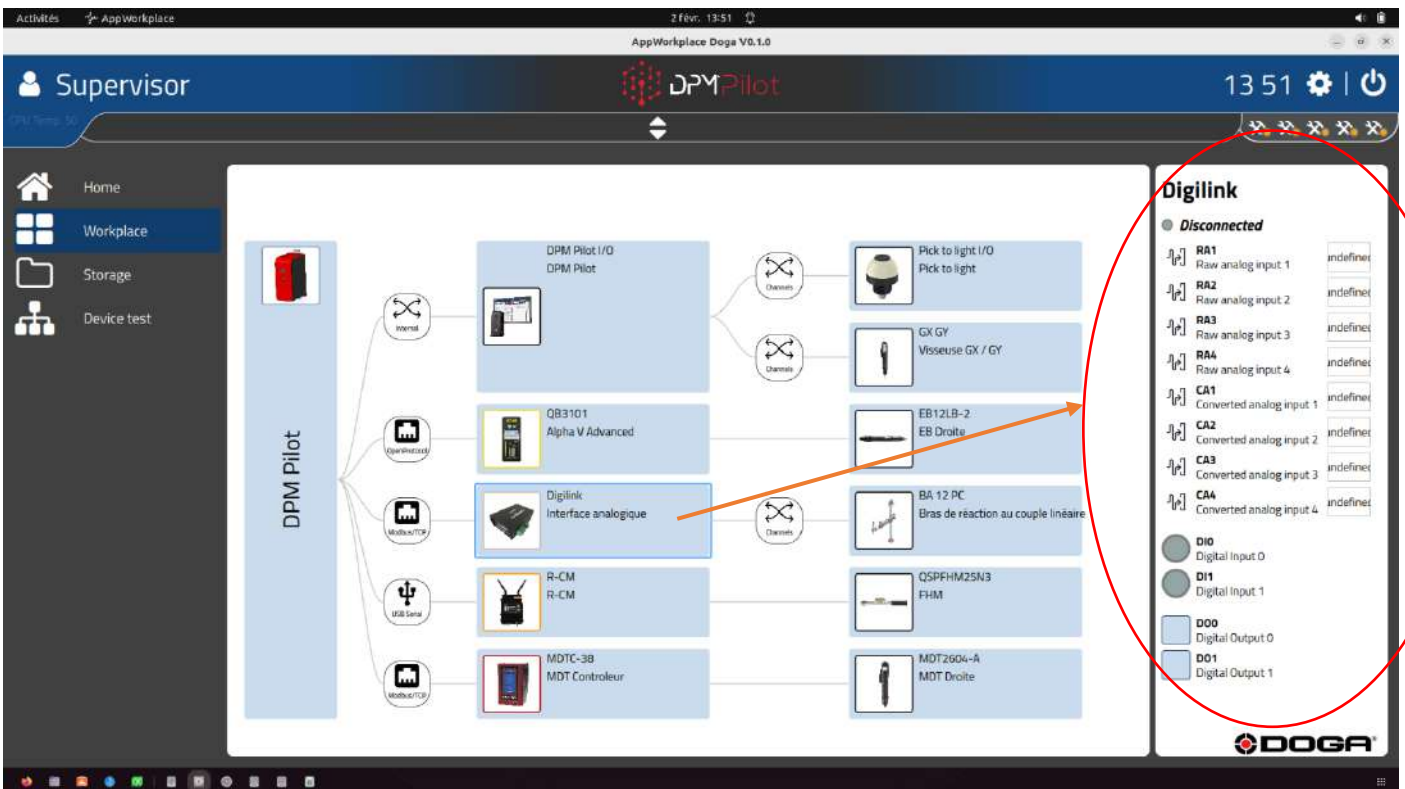 Activités AppWorkplace 2 févr. 13:51
AppWorkplace Doga V0.1.0
Supervisor DPMPilot 13 51
CPU Temp. 50
Home
Workplace
Storage
Device test
DPM Pilot
Internal
DPM Pilot I/O
DPM Pilot
Channels
Pick to light I/O
Pick to light
Channels
GX GY
Visseuse GX / GY
OpenProtocol
QB3101
Alpha V Advanced
EB12LB-2
EB Droite
Modbus/TCP
Digilink
Interface analogique
Channels
BA 12 PC
Bras de réaction au couple linéaire
USB Serial
R-CM
R-CM
QSPFHM25N3
FHM
Modbus/TCP
MDTC-38
MDT Controleur
MDT2604-A
MDT Droite
Digilink
Disconnected
RA1
Raw analog input 1 undefined
RA2
Raw analog input 2 undefined
RA3
Raw analog input 3 undefined
RA4
Raw analog input 4 undefined
CA1
Converted analog input 1 undefined
CA2
Converted analog input 2 undefined
CA3
Converted analog input 3 undefined
CA4
Converted analog input 4 undefined
DI0
Digital Input 0
DI1
Digital Input 1
DO0
Digital Output 0
DO1
Digital Output 1
DOGA